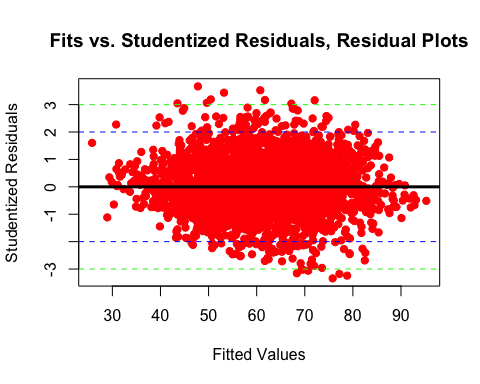 Fits vs. Studentized Residuals, Residual Plots
Studentized Residuals
3
2
1
0
-1
-3
30 40 50 60 70 80 90
Fitted Values